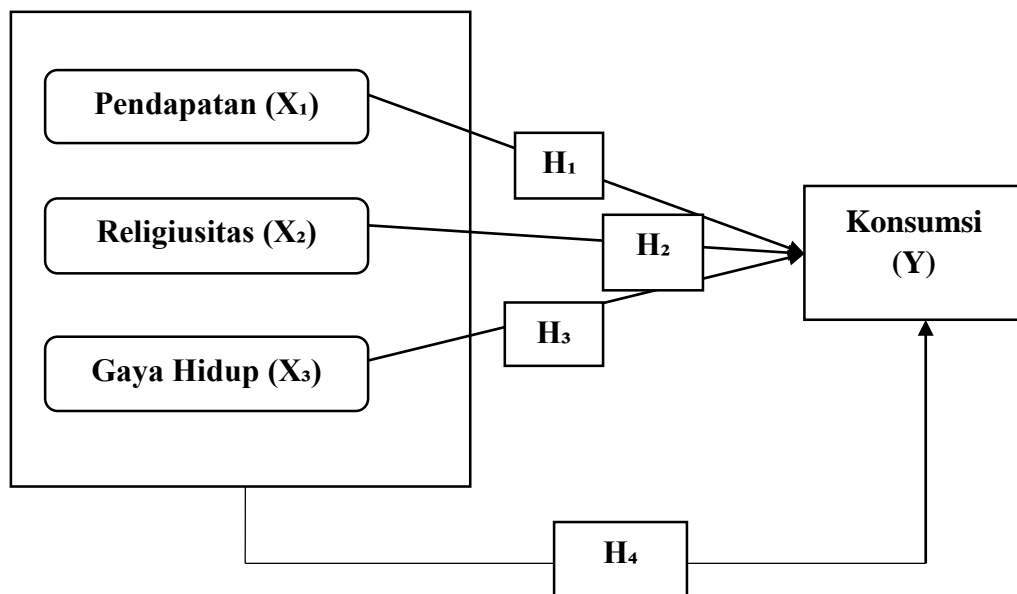 Pendapatan (X₁)
H₁
Religiusitas (X₂)
H₂
Konsumsi
(Y)
H₃
Gaya Hidup (X₃)
H₄